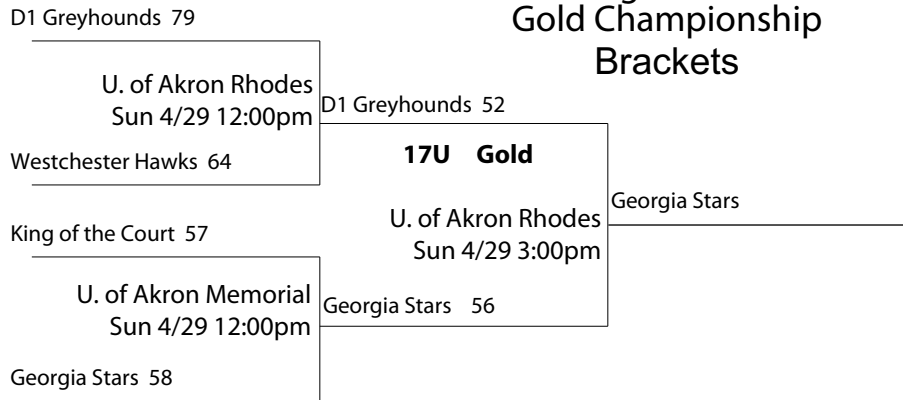 D1 Greyhounds 79
Gold Championship
Brackets
U. of Akron Rhodes
Sun 4/29 12:00pm
D1 Greyhounds 52
Westchester Hawks 64
17U Gold
Georgia Stars
U. of Akron Rhodes
Sun 4/29 3:00pm
King of the Court 57
U. of Akron Memorial
Sun 4/29 12:00pm
Georgia Stars 56
Georgia Stars 58